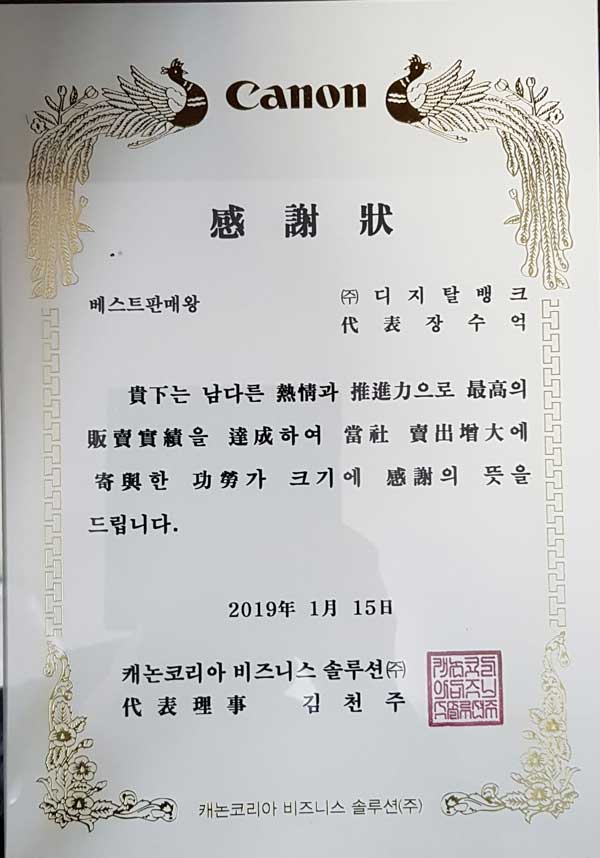 Canon
感謝狀
베스트판매왕
㈜디지탈뱅크
代表장수억
貴下는 남다른 熱情과 推進力으로 最高의
販賣實績을 達成하여 當社 賣出增大에
寄與한 功勞가 크기에 感謝의 뜻을
드립니다.
2019年 1月 15日
캐논코리아 비즈니스 솔루션㈜
代表理事 김천주
캐논코리아 비즈니스 솔루션(주)